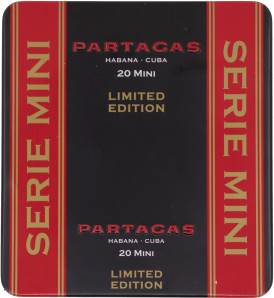 SERIE MINI
PARTAGAS
HABANA · CUBA
20 MINI
LIMITED
EDITION
PARTAGAS
HABANA · CUBA
20 MINI
LIMITED
EDITION
SERIE MINI